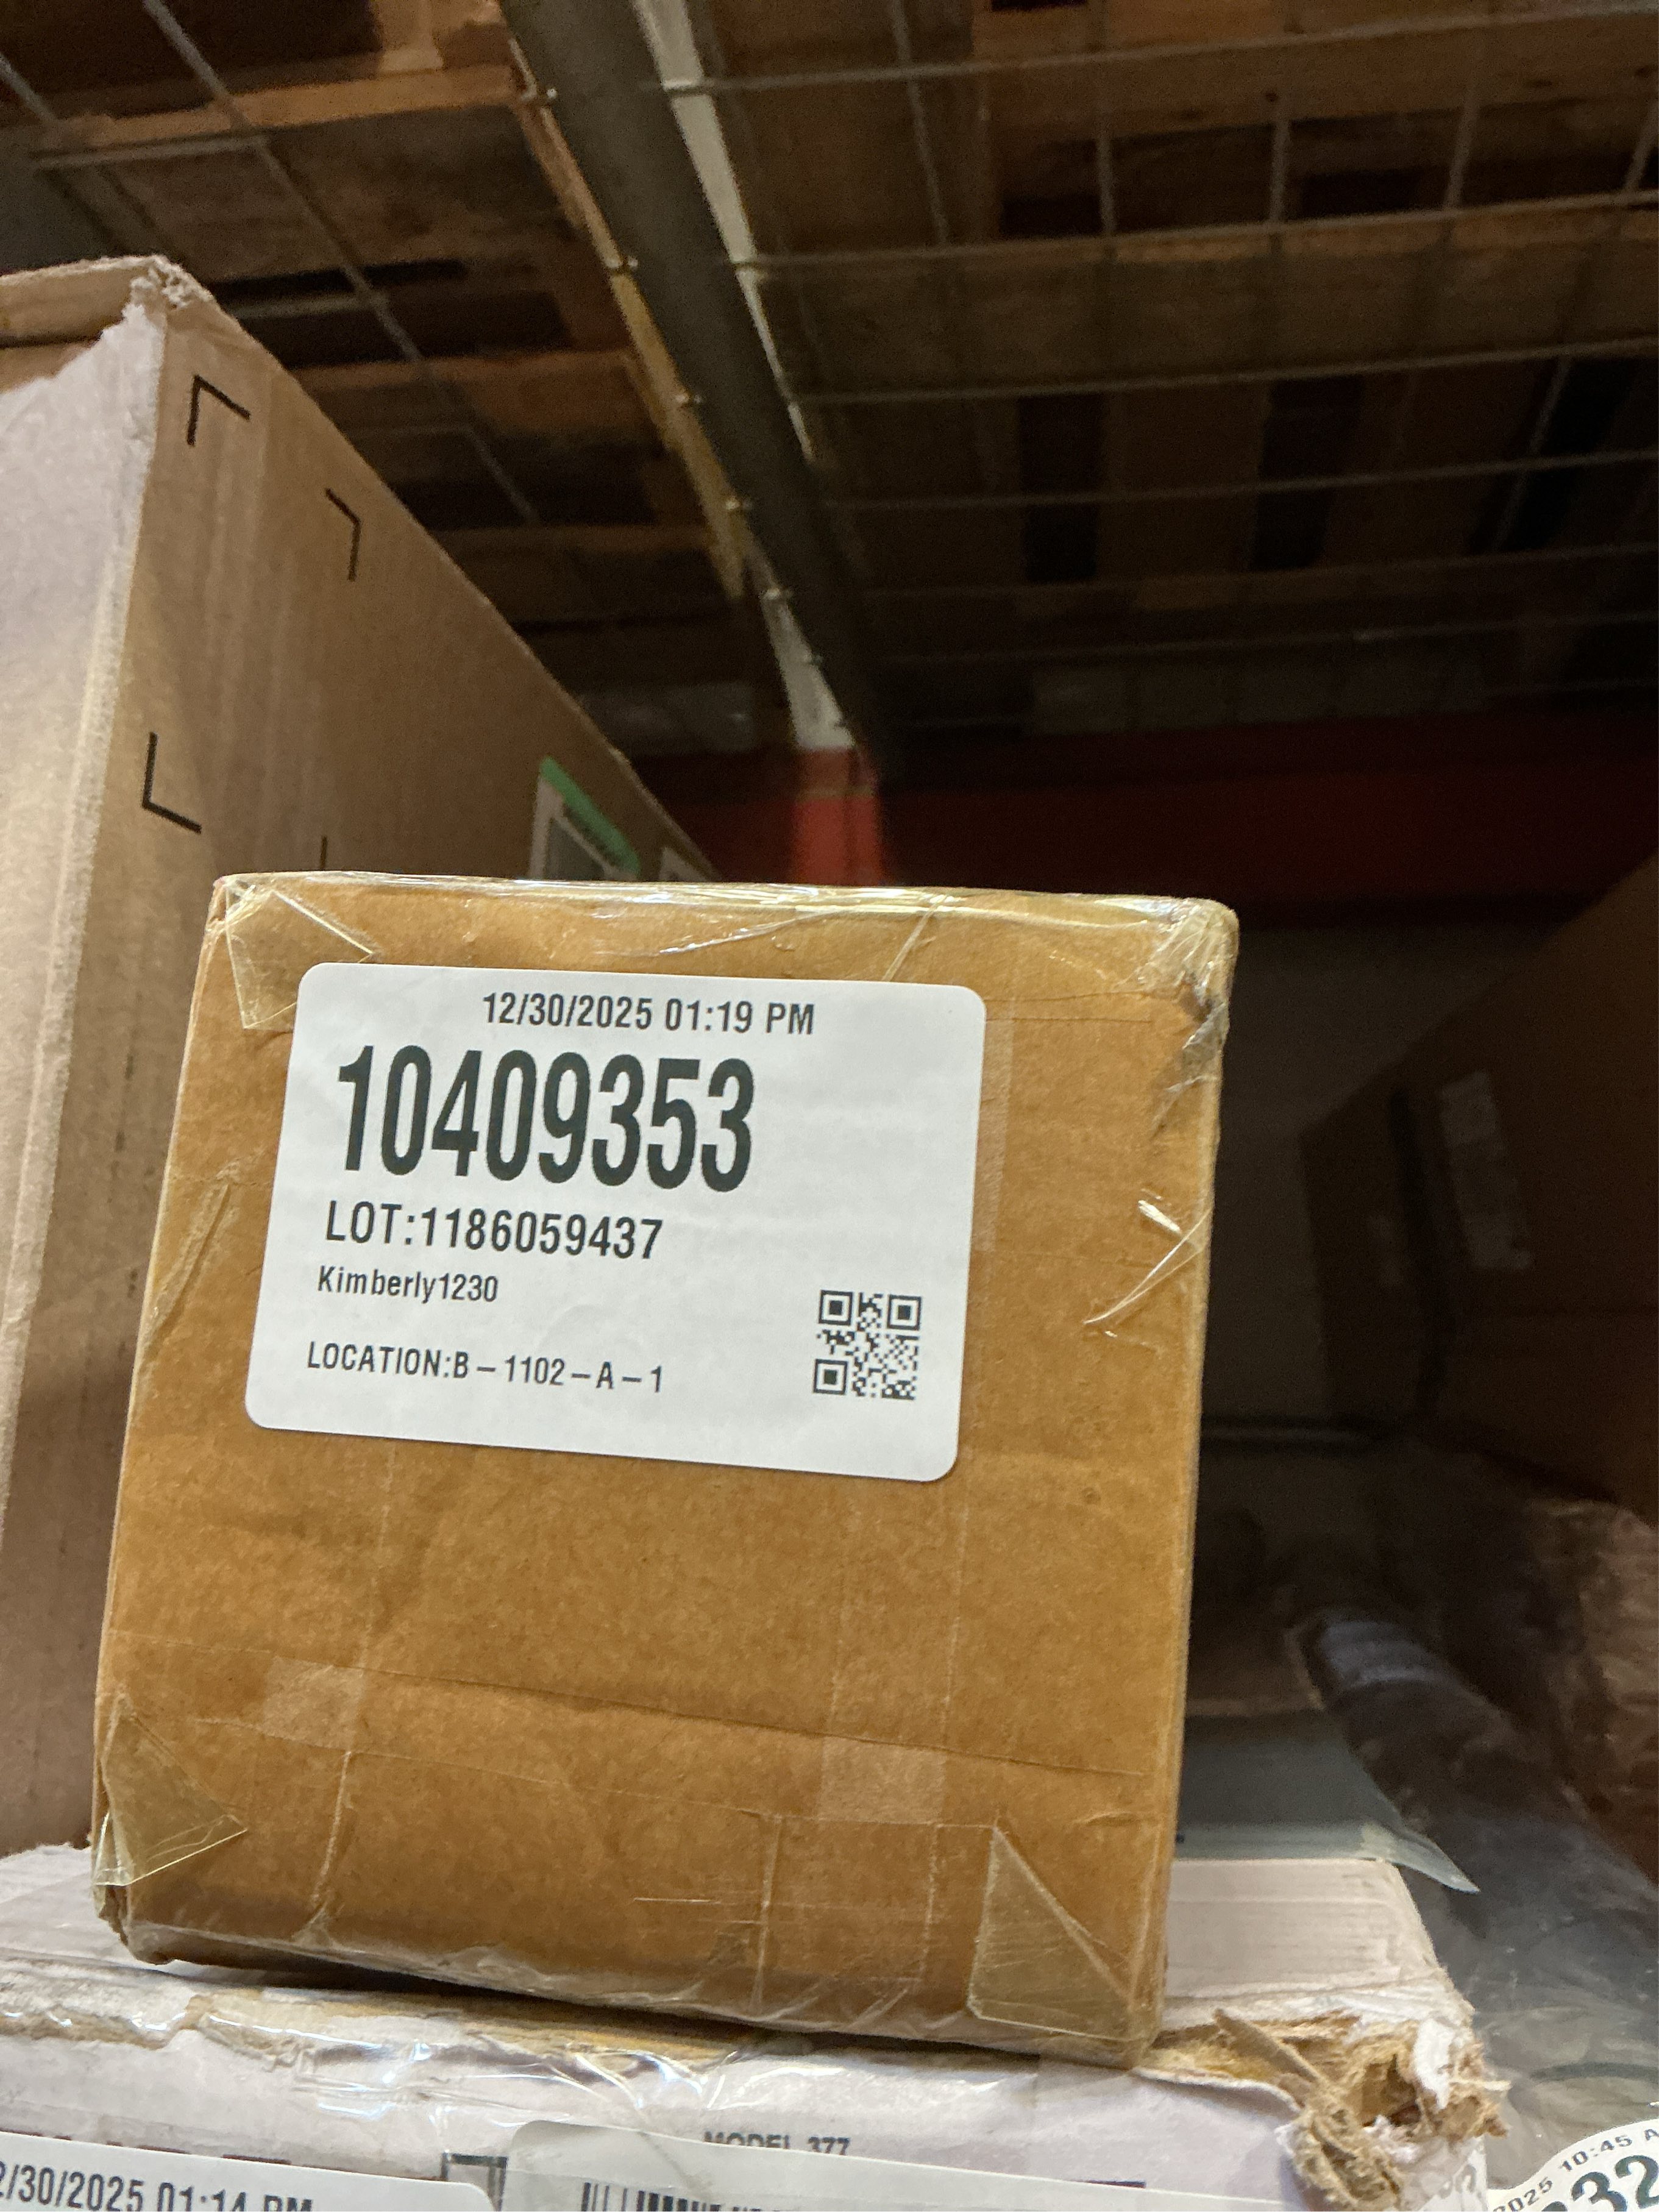 12/30/2025 01:19 PM
10409353
LOT:1186059437
Kimberly1230
LOCATION:B – 1102 – A – 1
MODEL 377
2/30/2025 01:14 PM
2025 10:45 A
32